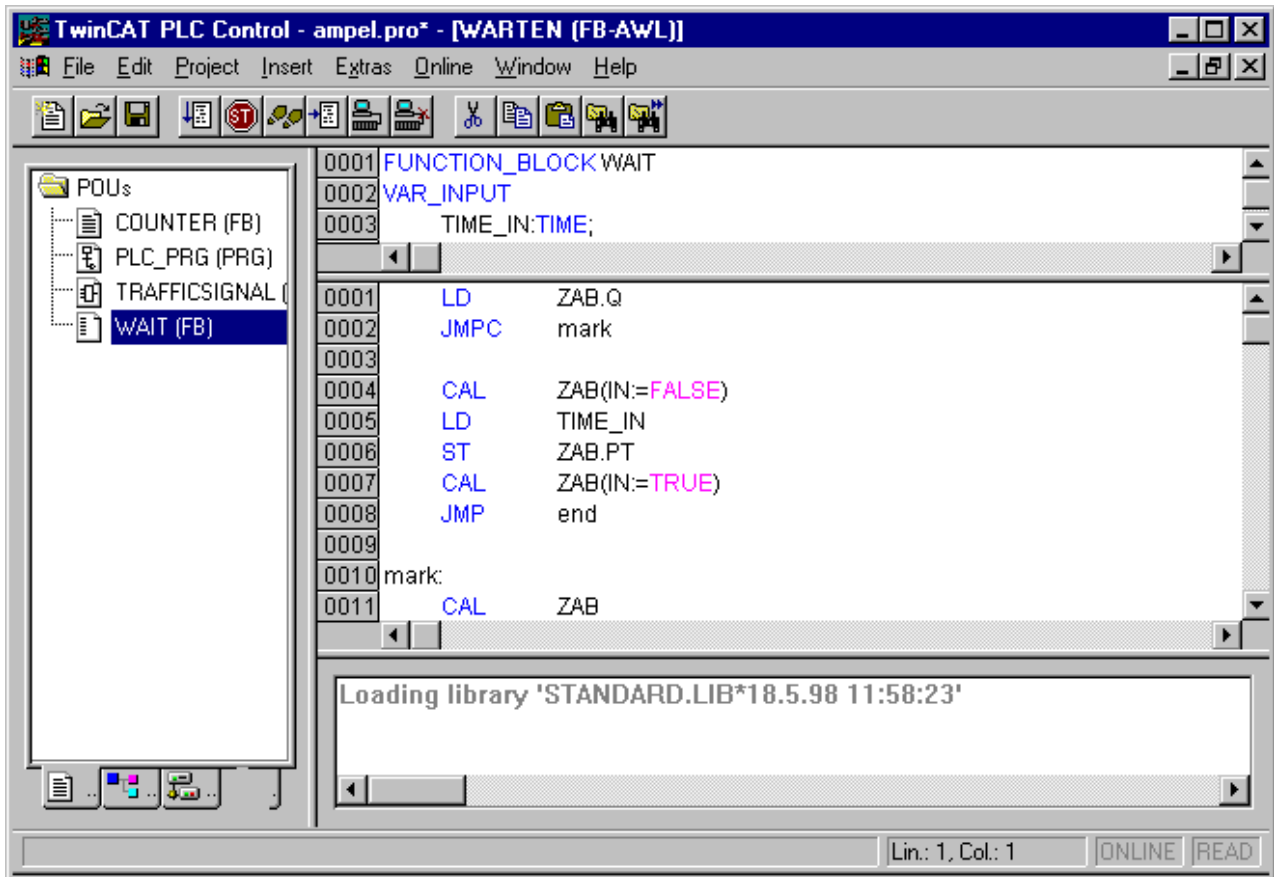 TwinCAT PLC Control - ampel.pro* - [WARTEN (FB-AWL)]
File Edit Project Insert Extras Online Window Help
ST
POUs
COUNTER (FB)
PLC_PRG (PRG)
TRAFFICSIGNAL (
WAIT (FB)
0001 FUNCTION_BLOCK WAIT
0002 VAR_INPUT
0003 TIME_IN:TIME;
0001 LD ZAB.Q
0002 JMPC mark
0003
0004 CAL ZAB(IN:=FALSE)
0005 LD TIME_IN
0006 ST ZAB.PT
0007 CAL ZAB(IN:=TRUE)
0008 JMP end
0009
0010 mark:
0011 CAL ZAB
Loading library 'STANDARD.LIB*18.5.98 11:58:23'
.. .. .. .
Lin.: 1, Col.: 1 ONLINE READ